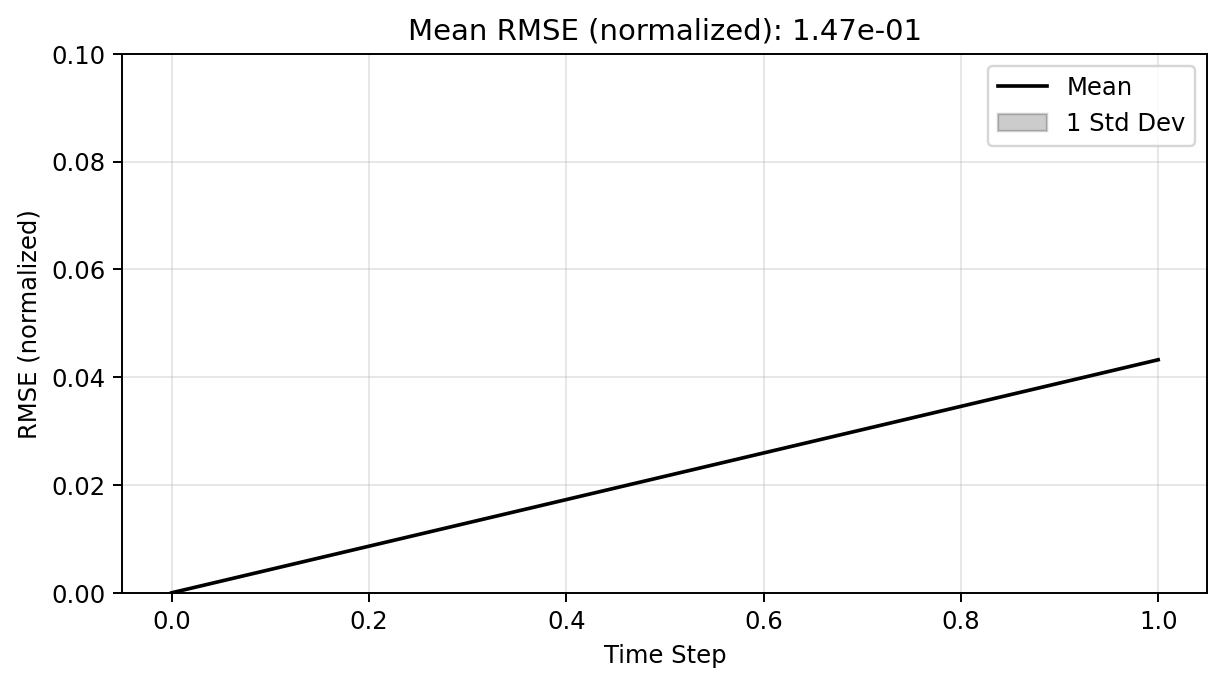 Mean RMSE (normalized): 1.47e-01
0.10
0.08
0.06
0.04
0.02
0.00
RMSE (normalized)
Mean
1 Std Dev
0.0 0.2 0.4 0.6 0.8 1.0
Time Step